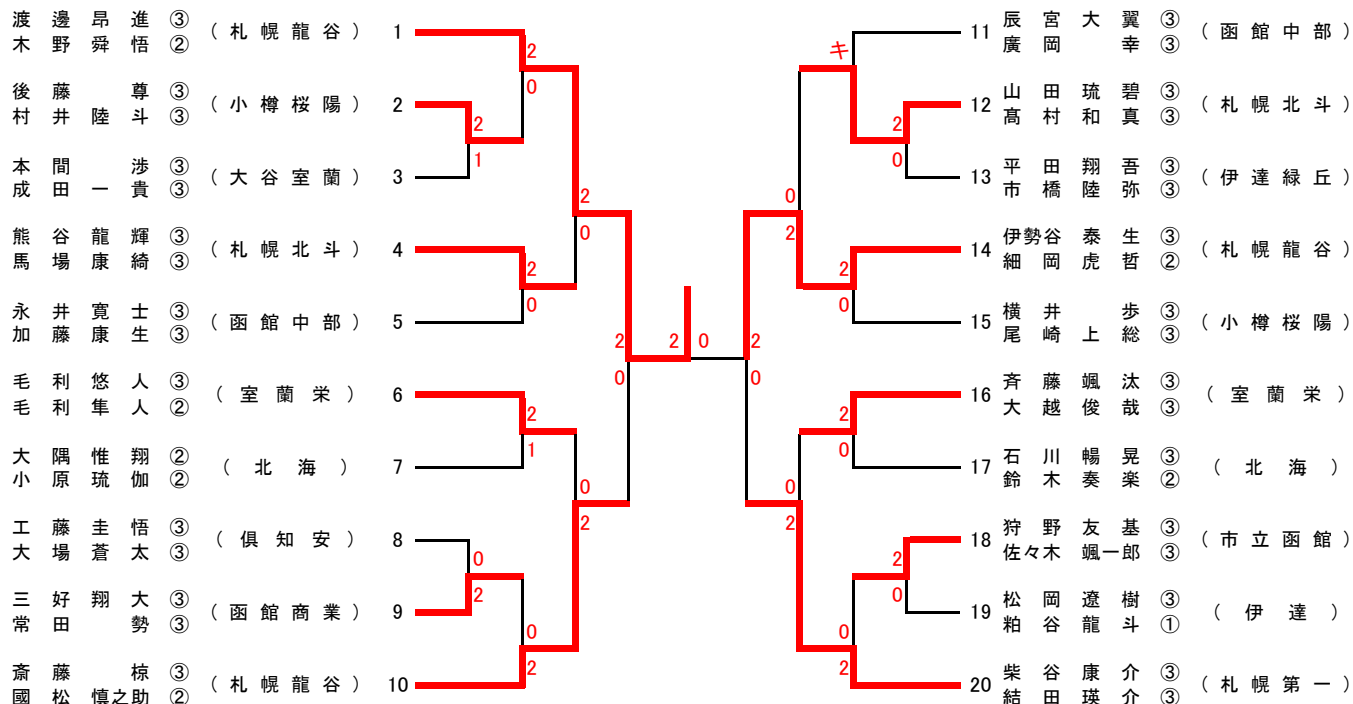 渡邊昂進 ③
木野舜悟 ②
(札幌龍谷) 1
後藤尊 ③
村井陸斗 ③
(小樽桜陽) 2
本間渉 ③
成田一貴 ③
(大谷室蘭) 3
熊谷龍輝 ③
馬場康綺 ③
(札幌北斗) 4
永井寛士 ③
加藤康生 ③
(函館中部) 5
毛利悠人 ③
毛利隼人 ②
(室蘭栄) 6
大隅惟翔 ②
小原琉伽 ②
(北海) 7
工藤圭悟 ③
大場蒼太 ③
(倶知安) 8
三好翔大 ③
常田勢 ③
(函館商業) 9
斎藤椋 ③
國松慎之助 ②
(札幌龍谷) 10
2
0
2
1
2
0
2
0
2
0
2
1
0
2
0
2
0
2
2 0
キ
2
0
0
2
2
0
2
0
2
0
0
2
2
0
0
2
11 辰宮大翼 ③
廣岡幸 ③
(函館中部)
12 山田琉碧 ③
髙村和真 ③
(札幌北斗)
13 平田翔吾 ③
市橋陸弥 ③
(伊達緑丘)
14 伊勢谷泰生 ③
細岡虎哲 ②
(札幌龍谷)
15 横井歩 ③
尾崎上総 ③
(小樽桜陽)
16 斉藤颯汰 ③
大越俊哉 ③
(室蘭栄)
17 石川暢晃 ③
鈴木奏楽 ②
(北海)
18 狩野友基 ③
佐々木颯一郎 ③
(市立函館)
19 松岡遼樹 ③
粕谷龍斗 ①
(伊達)
20 柴谷康介 ③
結田瑛介 ③
(札幌第一)